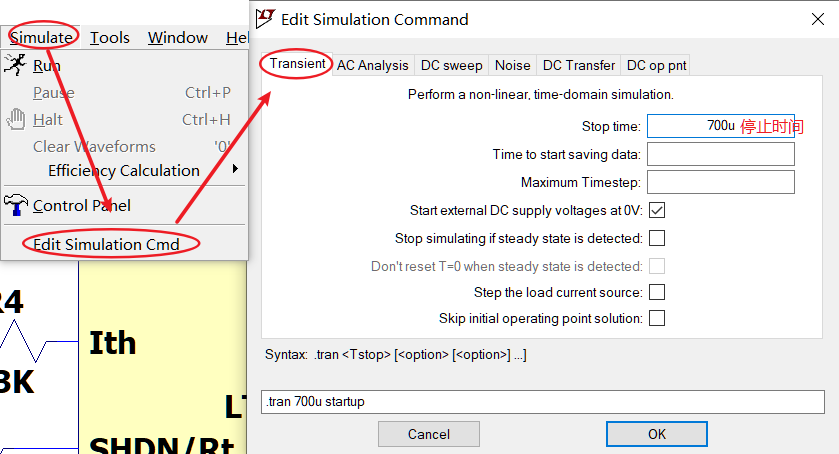 Simulate Tools Window Hel
Run
Pause Ctrl+P
Halt Ctrl+H
Clear Waveforms '0'
Efficiency Calculation
Control Panel
Edit Simulation Cmd
R4
3K
Ith
LT
SHDN/Rt
Edit Simulation Command
Transient AC Analysis DC sweep Noise DC Transfer DC op pnt
Perform a non-linear, time-domain simulation.
Stop time: 700u 停止时间
Time to start saving data:
Maximum Timestep:
Start external DC supply voltages at 0V:
Stop simulating if steady state is detected:
Don't reset T=0 when steady state is detected:
Step the load current source:
Skip initial operating point solution:
Syntax: .tran <Tstop> [<option> [<option>] ...]
.tran 700u startup
Cancel OK